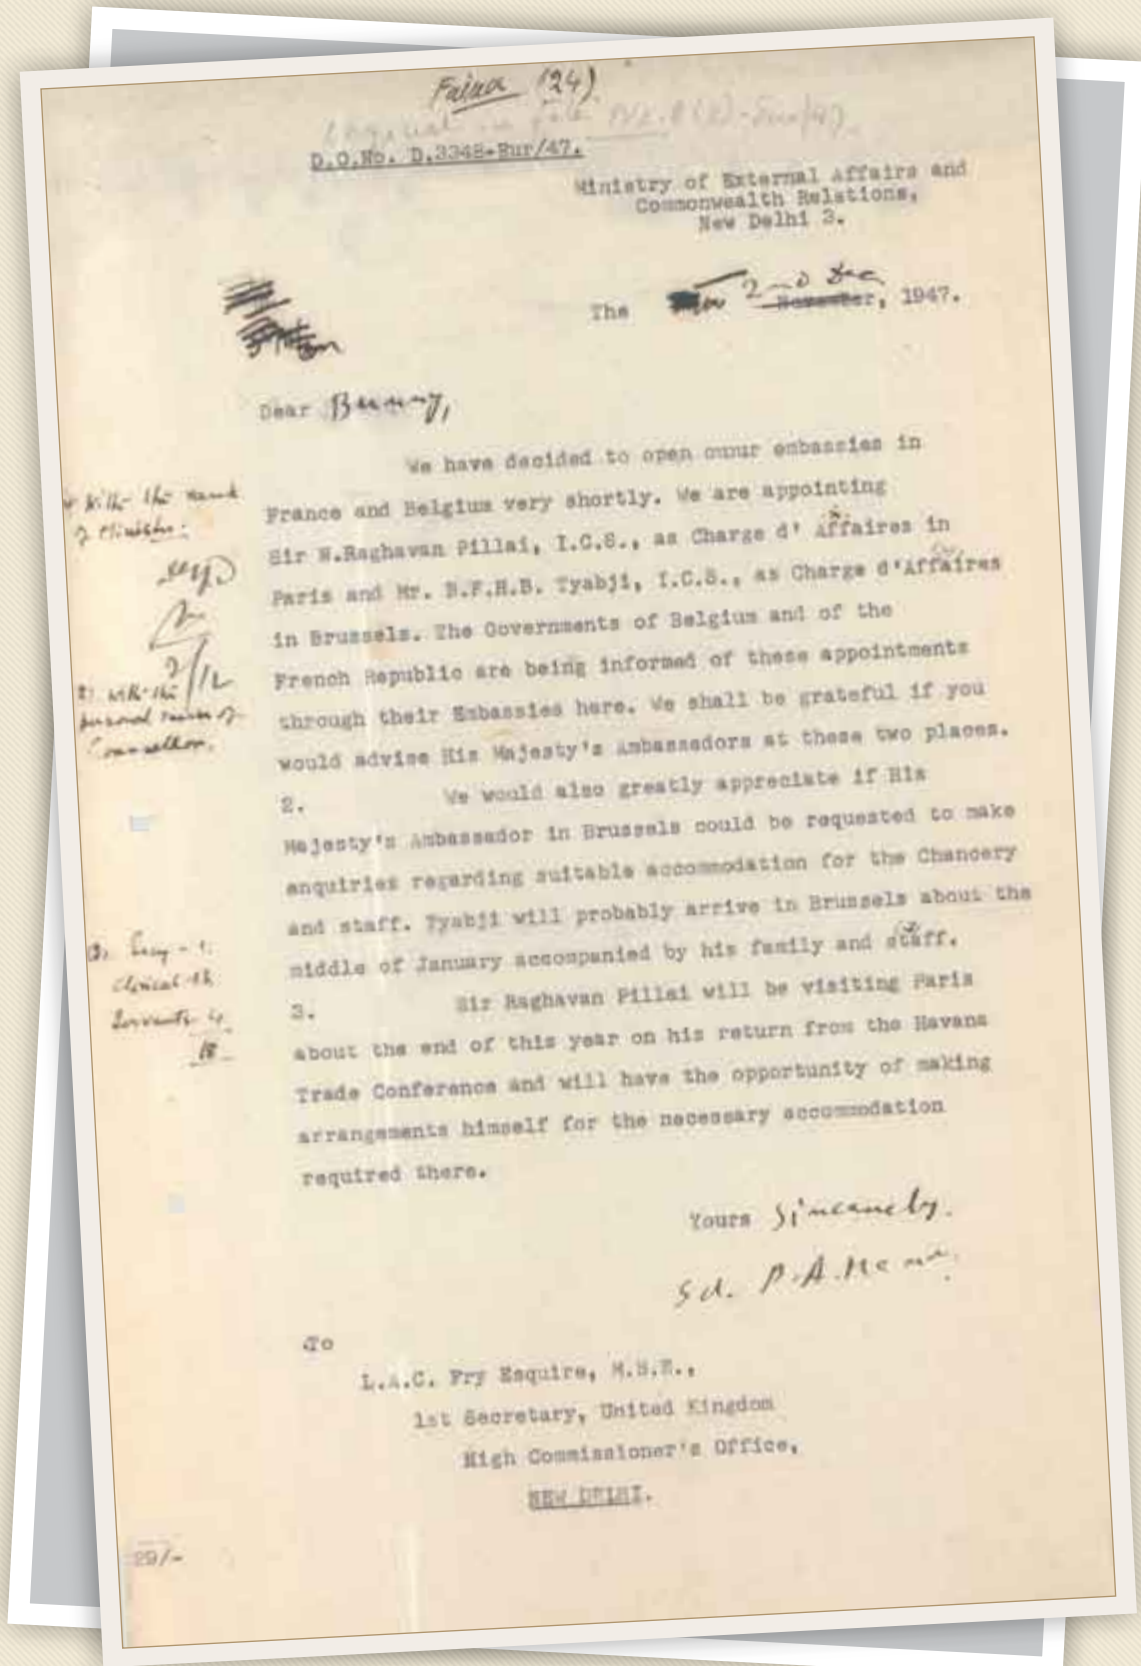 (24)
D.O.No. D.3348-Eur/47.
Ministry of External Affairs and
Commonwealth Relations,
New Delhi 3.
The 2nd Dec November, 1947.
Dear Bunny,
We have decided to open ouur embassies in
France and Belgium very shortly. We are appointing
Sir N.Raghavan Pillai, I.C.S., as Charge d' Affaires in
Paris and Mr. B.F.H.B. Tyabji, I.C.S., as Charge d'Affaires
in Brussels. The Governments of Belgium and of the
French Republic are being informed of these appointments
through their Embassies here. We shall be grateful if you
would advise His Majesty's Ambassadors at these two places.
2. We would also greatly appreciate if His
Majesty's Ambassador in Brussels could be requested to make
enquiries regarding suitable accommodation for the Chancery
and staff. Tyabji will probably arrive in Brussels about the
middle of January accompanied by his family and staff.
3. Sir Raghavan Pillai will be visiting Paris
about the end of this year on his return from the Havana
Trade Conference and will have the opportunity of making
arrangements himself for the necessary accommodation
required there.
Yours Sincerely.
Sd. P.A.Menon.
To
L.A.C. Fry Esquire, M.B.E.,
1st Secretary, United Kingdom
High Commissioner's Office,
NEW DELHI.
With the rank
of Minister.
2/12
with the
personal rank of
Counsellor.
Clerical
Servants 4
18
29/-